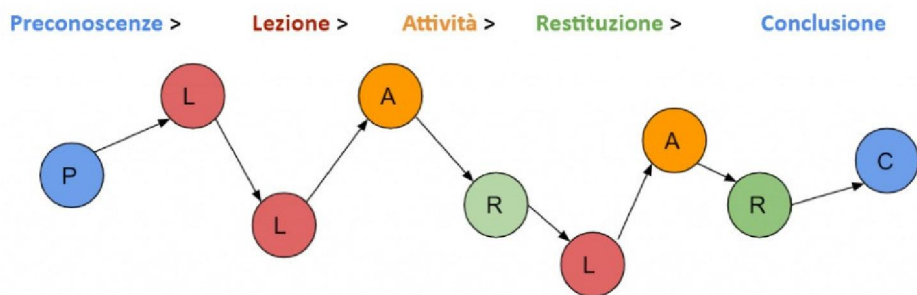 Preconoscenze > Lezione > Attività > Restituzione > Conclusione
L
A
A
P
C
L
R
R
L